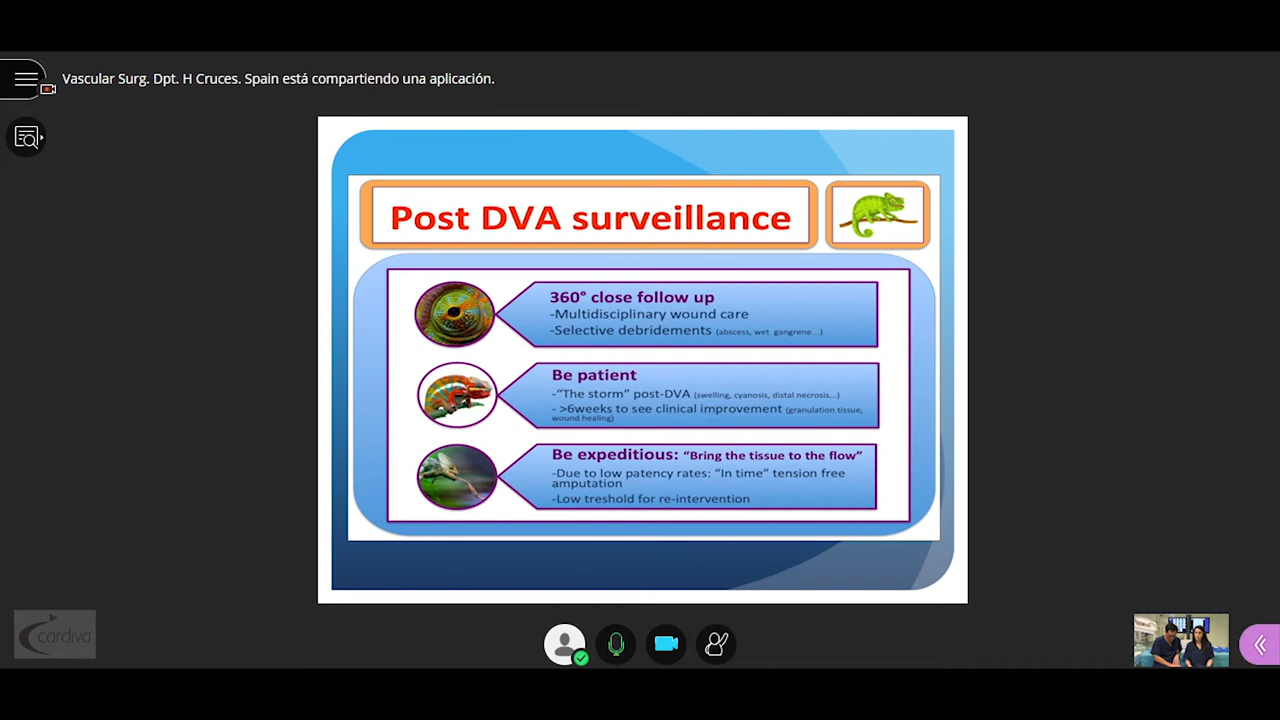 Vascular Surg. Dpt. H Cruces. Spain está compartiendo una aplicación.
Post DVA surveillance
360° close follow up
-Multidisciplinary wound care
-Selective debridements (abscess, wet gangrene...)
Be patient
-“The storm” post-DVA (swelling, cyanosis, distal necrosis...)
- >6weeks to see clinical improvement (granulation tissue,
wound healing)
Be expeditious: “Bring the tissue to the flow”
-Due to low patency rates: “In time” tension free
amputation
-Low treshold for re-intervention
cardiva